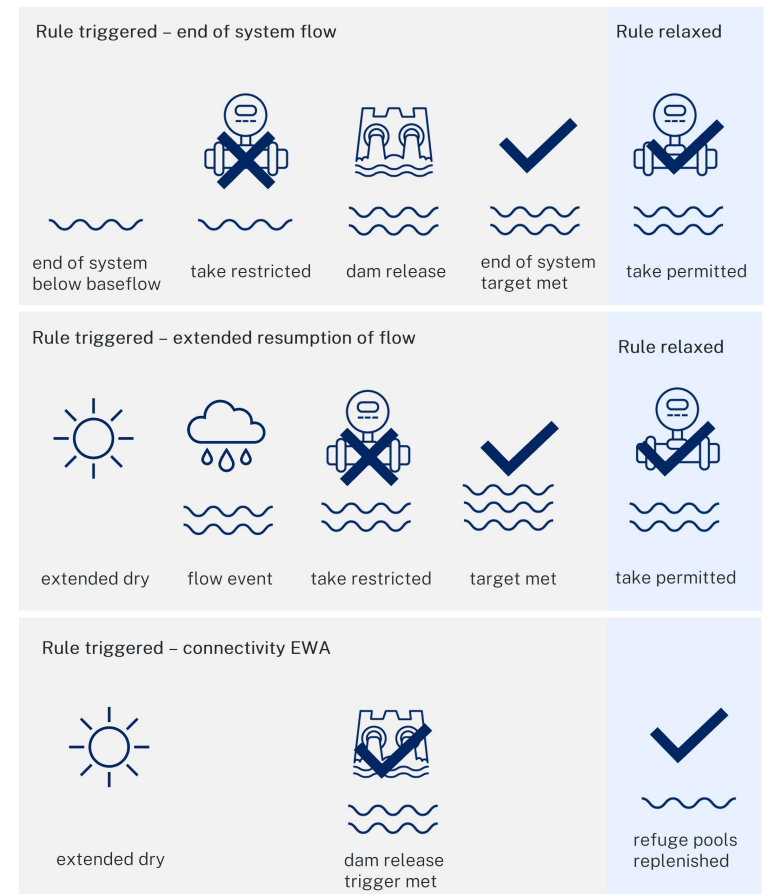 Rule triggered – end of system flow
Rule relaxed
end of system
below baseflow
take restricted
dam release
end of system
target met
take permitted
Rule triggered – extended resumption of flow
Rule relaxed
extended dry
flow event
take restricted
target met
take permitted
Rule triggered – connectivity EWA
extended dry
dam release
trigger met
refuge pools
replenished